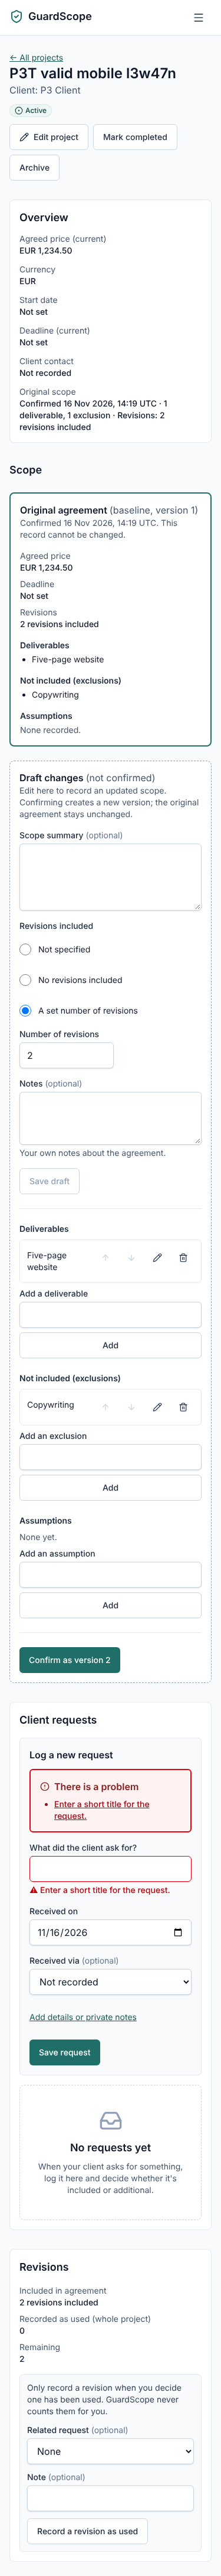 GuardScope
← All projects
P3T valid mobile l3w47n
Client: P3 Client
Active
Edit project
Mark completed
Archive
Overview
Agreed price (current)
EUR 1,234.50
Currency
EUR
Start date
Not set
Deadline (current)
Not set
Client contact
Not recorded
Original scope
Confirmed 16 Nov 2026, 14:19 UTC · 1
deliverable, 1 exclusion · Revisions: 2
revisions included
Scope
Original agreement (baseline, version 1)
Confirmed 16 Nov 2026, 14:19 UTC. This
record cannot be changed.
Agreed price
EUR 1,234.50
Deadline
Not set
Revisions
2 revisions included
Deliverables
• Five-page website
Not included (exclusions)
• Copywriting
Assumptions
None recorded.
Draft changes (not confirmed)
Edit here to record an updated scope.
Confirming creates a new version; the original
agreement stays unchanged.
Scope summary (optional)
Revisions included
Not specified
No revisions included
A set number of revisions
Number of revisions
2
Notes (optional)
Your own notes about the agreement.
Save draft
Deliverables
Five-page
website
Add a deliverable
Add
Not included (exclusions)
Copywriting
Add an exclusion
Add
Assumptions
None yet.
Add an assumption
Add
Confirm as version 2
Client requests
Log a new request
There is a problem
• Enter a short title for the
request.
What did the client ask for?
Enter a short title for the request.
Received on
11/16/2026
Received via (optional)
Not recorded
Add details or private notes
Save request
No requests yet
When your client asks for something,
log it here and decide whether it's
included or additional.
Revisions
Included in agreement
2 revisions included
Recorded as used (whole project)
0
Remaining
2
Only record a revision when you decide
one has been used. GuardScope never
counts them for you.
Related request (optional)
None
Note (optional)
Record a revision as used